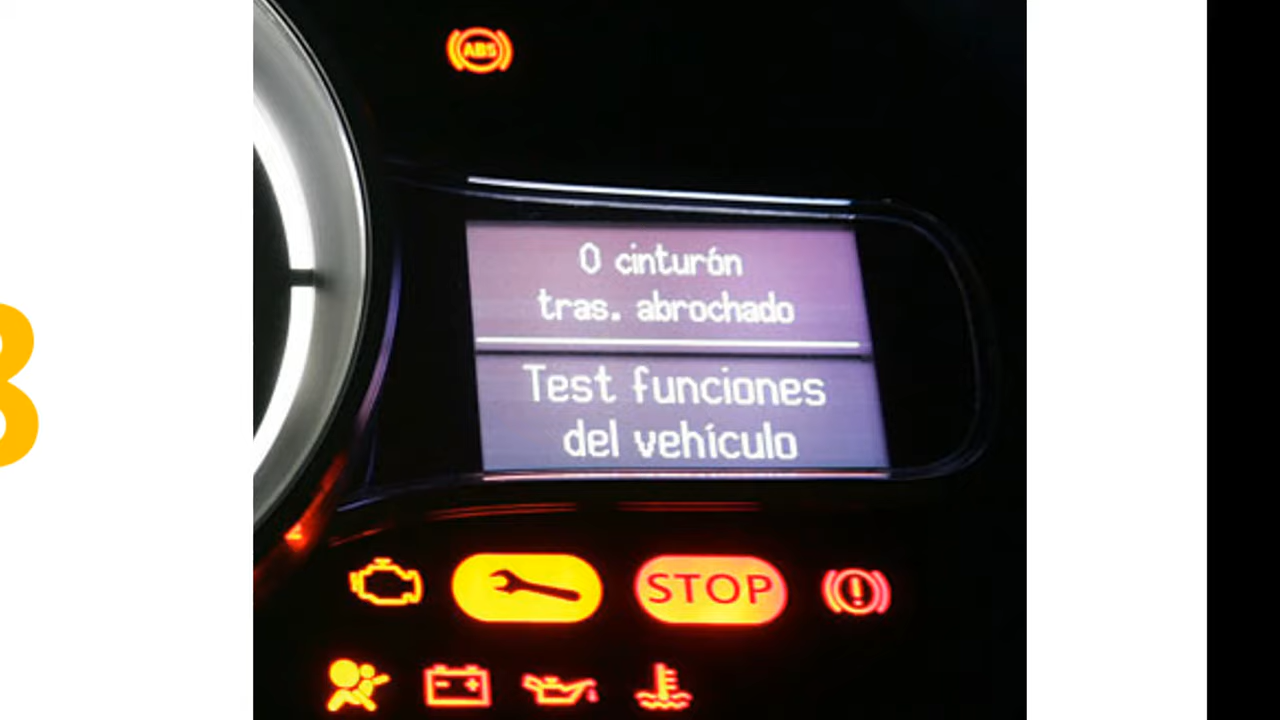 ABS
0 cinturón
tras. abrochado
Test funciones
del vehículo
STOP